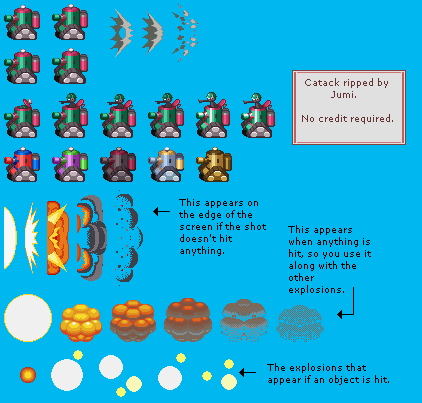 Catack ripped by
Jumi.
No credit required.
This appears on
the edge of the
screen if the shot
doesn't hit
anything.
This appears
when anything is
hit, so you use it
along with the
other
explosions.
The explosions that
appear if an object is hit.